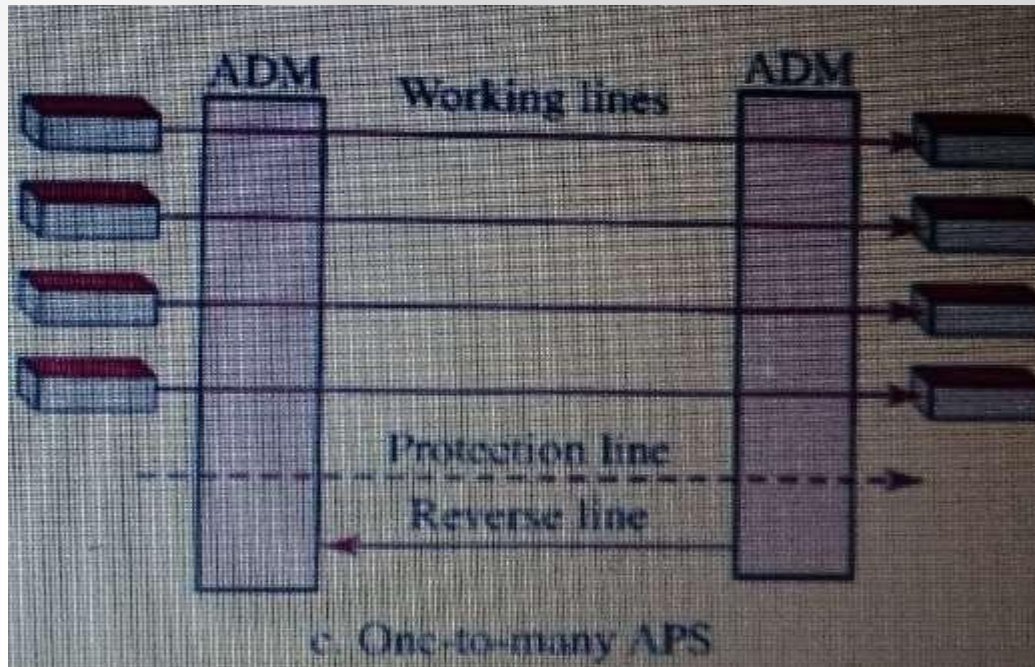 ADM
ADM
Working lines
Protection line
Reverse line
c. One-to-many APS